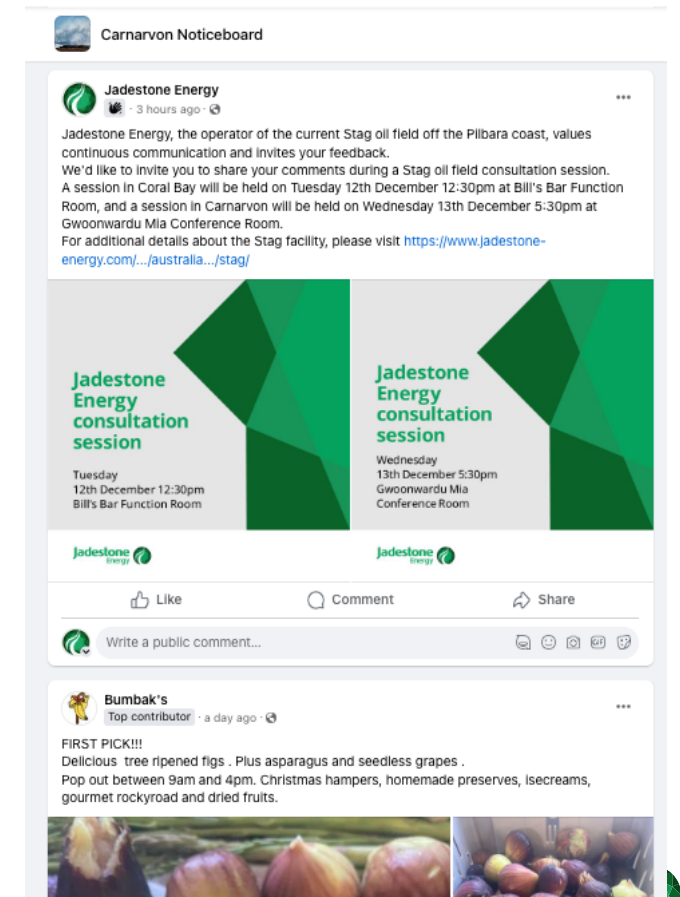 Carnarvon Noticeboard
Jadestone Energy
· 3 hours ago ·
Jadestone Energy, the operator of the current Stag oil field off the Pilbara coast, values
continuous communication and invites your feedback.
We'd like to invite you to share your comments during a Stag oil field consultation session.
A session in Coral Bay will be held on Tuesday 12th December 12:30pm at Bill's Bar Function
Room, and a session in Carnarvon will be held on Wednesday 13th December 5:30pm at
Gwoonwardu Mia Conference Room.
For additional details about the Stag facility, please visit https://www.jadestone-
energy.com/.../australia.../stag/
Jadestone
Energy
consultation
session
Tuesday
12th December 12:30pm
Bill's Bar Function Room
Jadestone
Energy
Jadestone
Energy
consultation
session
Wednesday
13th December 5:30pm
Gwoonwardu Mia
Conference Room
Jadestone
Energy
Like
Comment
Share
Write a public comment...
GIF
Bumbak's
Top contributor · a day ago ·
FIRST PICK!!!
Delicious tree ripened figs . Plus asparagus and seedless grapes .
Pop out between 9am and 4pm. Christmas hampers, homemade preserves, isecreams,
gourmet rockyroad and dried fruits.